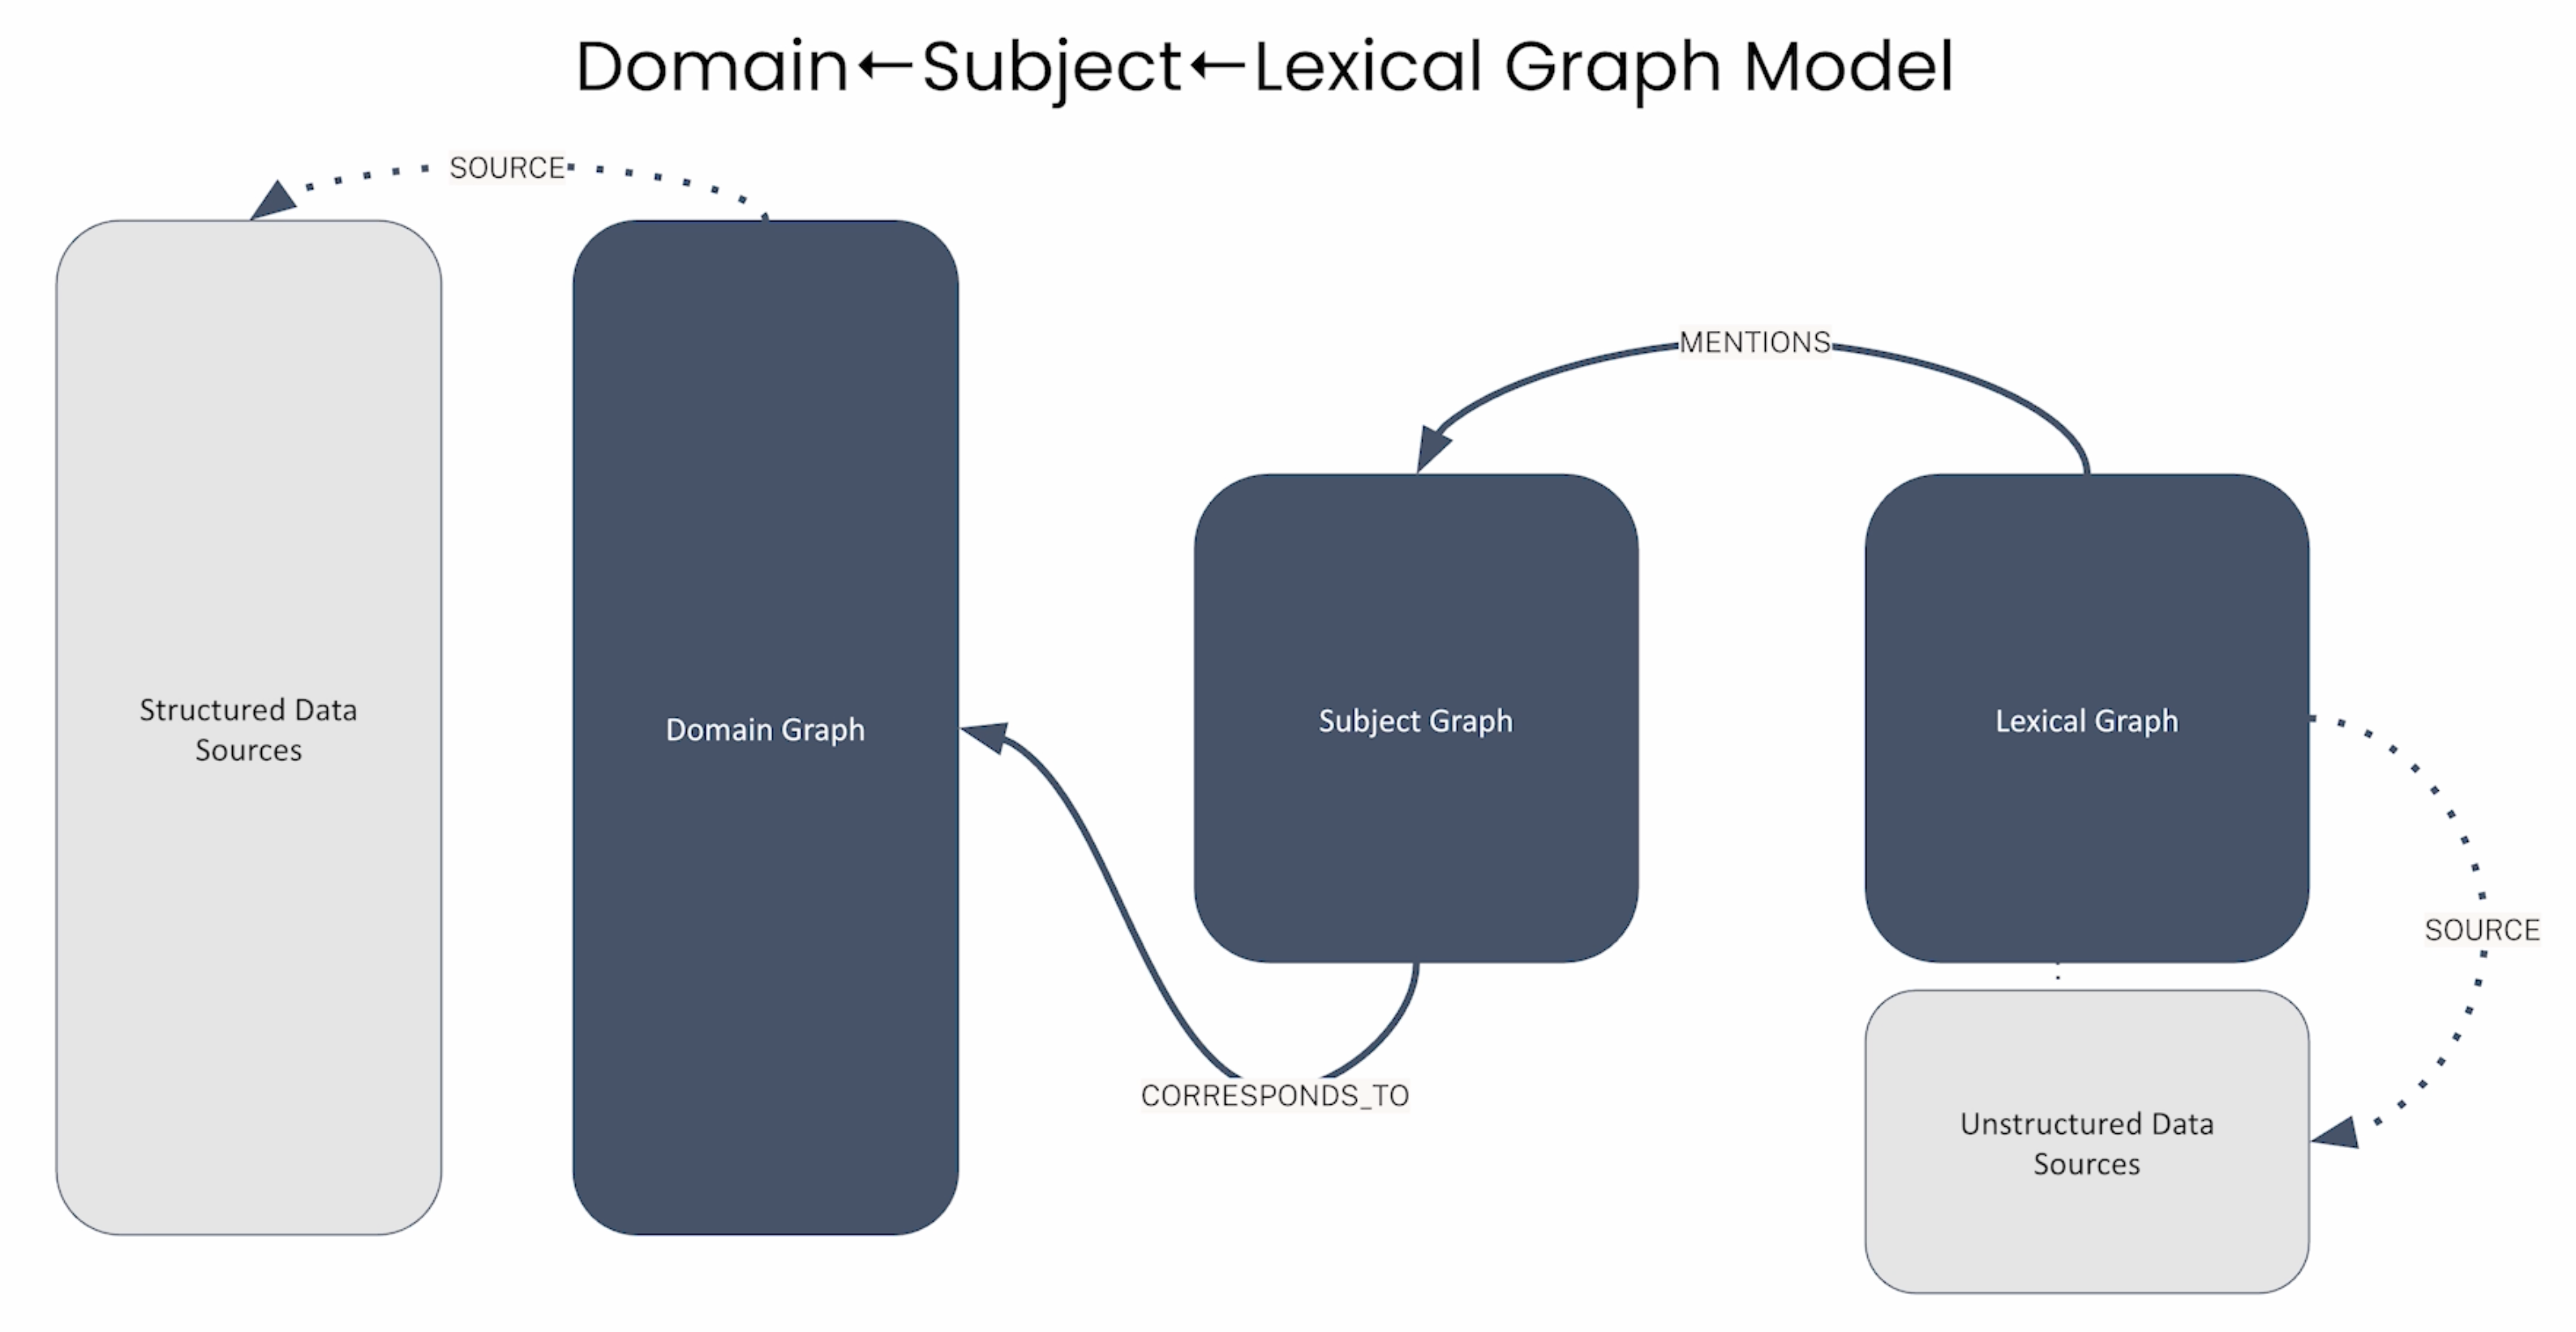 Domain←Subject←Lexical Graph Model
SOURCE
MENTIONS
Structured Data
Sources
Domain Graph
Subject Graph
Lexical Graph
SOURCE
CORRESPONDS_TO
Unstructured Data
Sources